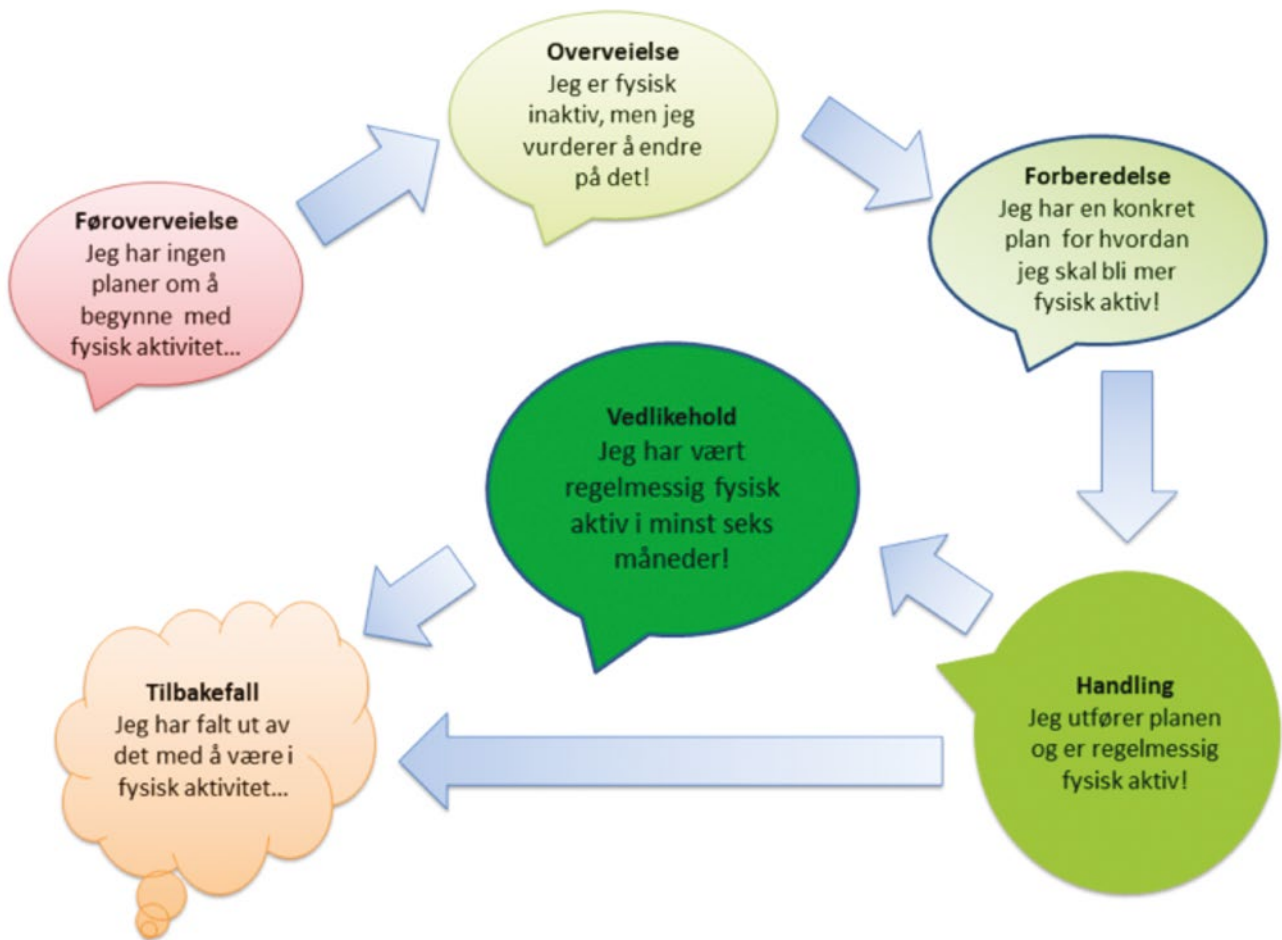 Føroverveielse
Jeg har ingen
planer om å
begynne med
fysisk aktivitet...
Overveielse
Jeg er fysisk
inaktiv, men jeg
vurderer å endre
på det!
Forberedelse
Jeg har en konkret
plan for hvordan
jeg skal bli mer
fysisk aktiv!
Handling
Jeg utfører planen
og er regelmessig
fysisk aktiv!
Vedlikehold
Jeg har vært
regelmessig fysisk
aktiv i minst seks
måneder!
Tilbakefall
Jeg har falt ut av
det med å være i
fysisk aktivitet...